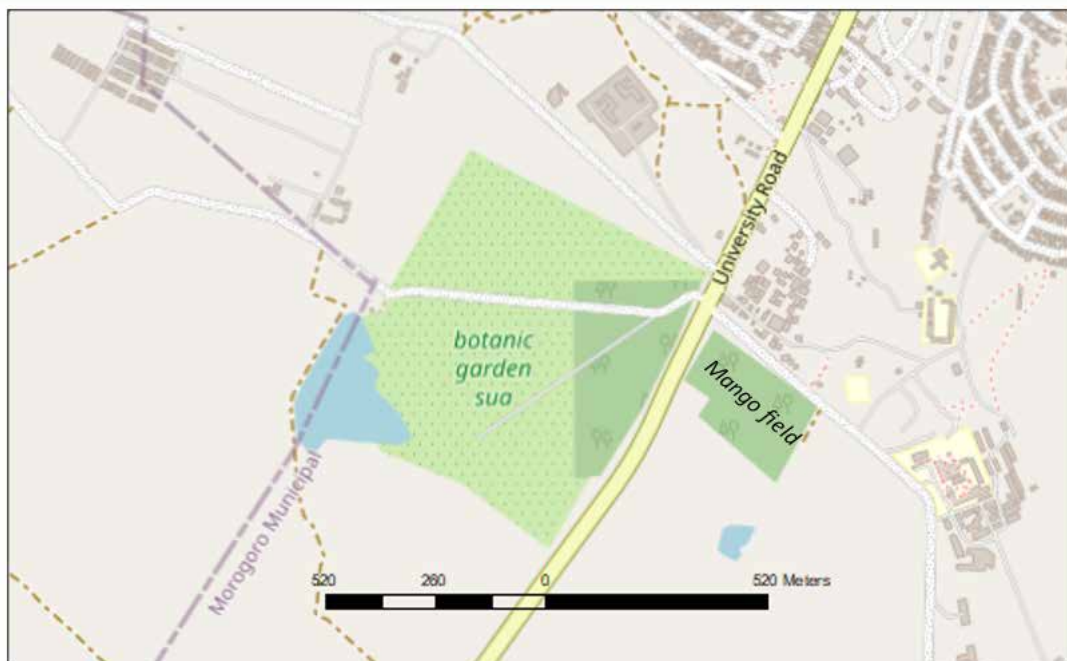 University Road
botanic
garden
sua
Mango field
Morogoro Municipal
520 260 0 520 Meters